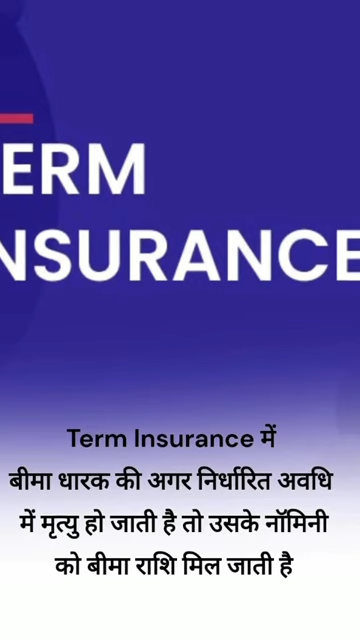 ERM
NSURANCE
Term Insurance में
बीमा धारक की अगर निर्धारित अवधि
में मृत्यु हो जाती है तो उसके नॉमिनी
को बीमा राशि मिल जाती है